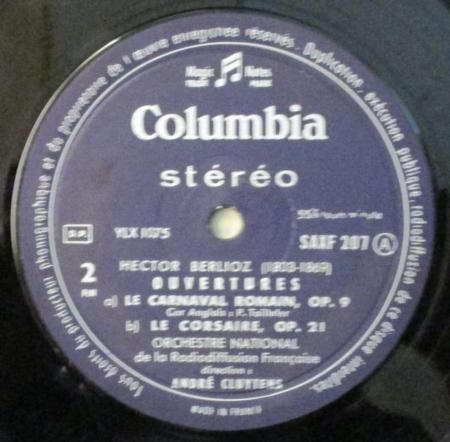 Tous droits du producteur phonographique et du propriétaire de l'œuvre enregistrée réservés. Duplication, exécution publique, radiodiffusion de ce disque interdites.
Magic Notes
TRADE MARK
Columbia
stéréo
33⅓ tours minute
B.I.E.M. YLX 1075 SAXF 207 A
2
FM
HECTOR BERLIOZ (1803-1869)
OUVERTURES
a) LE CARNAVAL ROMAIN, OP. 9
Cor Anglais : P. Taillefer
b) LE CORSAIRE, OP. 21
ORCHESTRE NATIONAL
de la Radiodiffusion Française
direction :
ANDRÉ CLUYTENS
MADE IN FRANCE